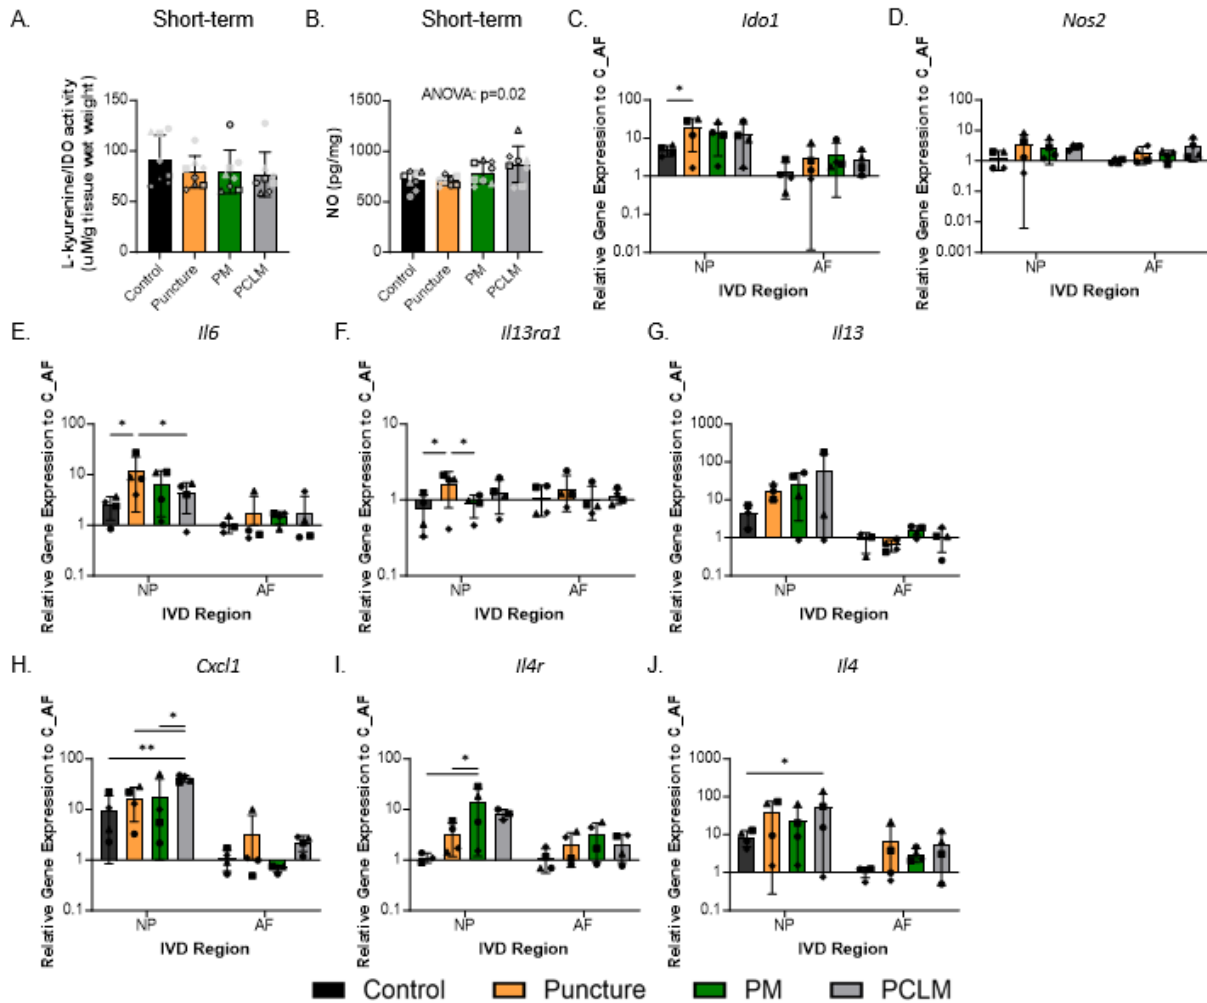 A. Short-term
B. Short-term
C. Ido1
D. Nos2
L-kyurenine/IDO activity
(uM/g tissue wet weight)
150
100
50
0
Control
Puncture
PM
PCLM
NO (pg/mg)
ANOVA: p=0.02
1500
1000
500
0
Control
Puncture
PM
PCLM
Relative Gene Expression to C_AF
*
100
10
1
0.1
0.01
NP AF
IVD Region
Relative Gene Expression to C_AF
100
10
1
0.1
0.01
0.001
NP AF
IVD Region
E. Il6
F. Il13ra1
G. Il13
Relative Gene Expression to C_AF
* *
100
10
1
0.1
NP AF
IVD Region
Relative Gene Expression to C_AF
* *
10
1
0.1
NP AF
IVD Region
Relative Gene Expression to C_AF
1000
100
10
1
0.1
NP AF
IVD Region
H. Cxcl1
I. Il4r
J. Il4
Relative Gene Expression to C_AF
*
**
100
10
1
0.1
NP AF
IVD Region
Relative Gene Expression to C_AF
*
100
10
1
0.1
NP AF
IVD Region
Relative Gene Expression to C_AF
*
1000
100
10
1
0.1
NP AF
IVD Region
Control Puncture PM PCLM